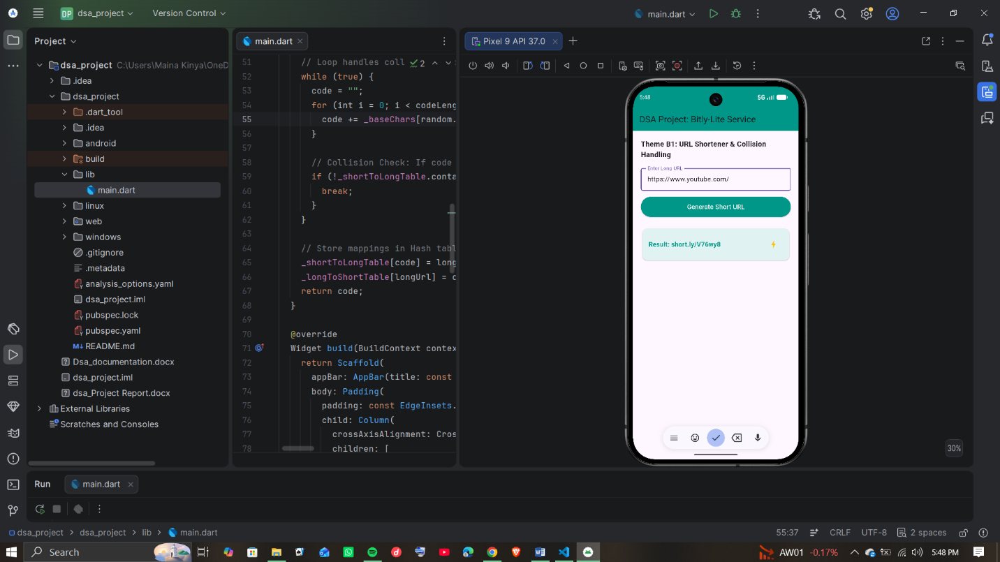 DP dsa_project Version Control main.dart
Project
dsa_project C:\Users\Maina Kinya\OneD
.idea
dsa_project
.dart_tool
.idea
android
build
lib
main.dart
linux
web
windows
.gitignore
.metadata
analysis_options.yaml
dsa_project.iml
pubspec.lock
pubspec.yaml
M↓ README.md
Dsa_documentation.docx
dsa_project.iml
dsa_Project Report.docx
External Libraries
Scratches and Consoles
main.dart
2
51 // Loop handles coll
52 while (true) {
53 code = "";
54 for (int i = 0; i < codeLeng
55 code += _baseChars[random.
56 }
57
58 // Collision Check: If code
59 if (!_shortToLongTable.conta
60 break;
61 }
62 }
63
64 // Store mappings in Hash tabl
65 _shortToLongTable[code] = long
66 _longToShortTable[longUrl] = c
67 return code;
68 }
69
70 @override
71 Widget build(BuildContext contex
72 return Scaffold(
73 appBar: AppBar(title: const
74 body: Padding(
75 padding: const EdgeInsets.
76 child: Column(
77 crossAxisAlignment: Cros
78 children: [
Pixel 9 API 37.0
5:48 5G
DSA Project: Bitly-Lite Service
Theme B1: URL Shortener & Collision
Handling
Enter Long URL
https://www.youtube.com/
Generate Short URL
Result: short.ly/V76wy8
30%
Run main.dart
dsa_project > dsa_project > lib > main.dart 55:37 CRLF UTF-8 2 spaces
Search AW01 -0.17% 5:48 PM